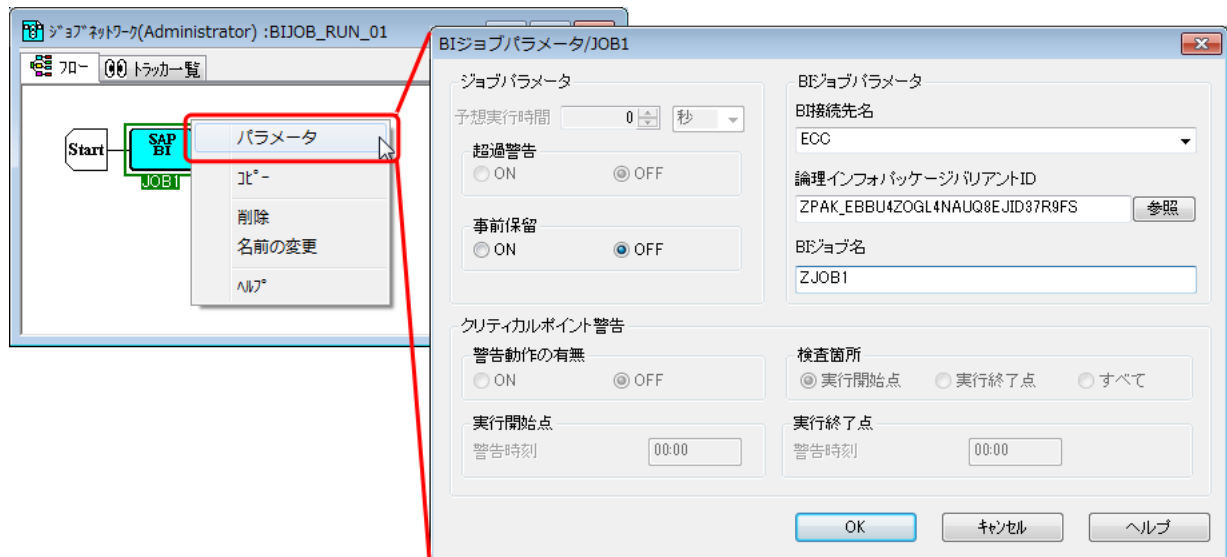 ｼﾞｮﾌﾞﾈｯﾄﾜｰｸ(Administrator) :BIJOB_RUN_01
ﾌﾛｰ
ﾄﾗｯｶ一覧
Start
SAP
BI
JOB1
パラメータ
ｺﾋﾟｰ
削除
名前の変更
ﾍﾙﾌﾟ
BIジョブパラメータ/JOB1
ジョブパラメータ
予想実行時間 0 秒
超過警告
ON OFF
事前保留
ON OFF
BIジョブパラメータ
BI接続先名
ECC
論理インフォパッケージバリアントID
ZPAK_EBBU4ZOGL4NAUQ8EJID37R9FS 参照
BIジョブ名
ZJOB1
クリティカルポイント警告
警告動作の有無
ON OFF
検査箇所
実行開始点 実行終了点 すべて
実行開始点
警告時刻 00:00
実行終了点
警告時刻 00:00
OK ｷｬﾝｾﾙ ヘルプ